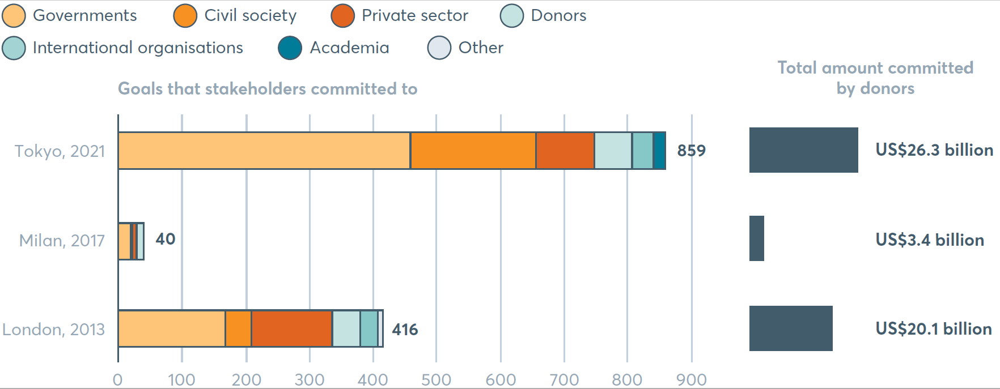 Governments Civil society Private sector Donors
International organisations Academia Other
Total amount committed
by donors
Goals that stakeholders committed to
Tokyo, 2021 859 US$26.3 billion
Milan, 2017 40 US$3.4 billion
London, 2013 416 US$20.1 billion
0 100 200 300 400 500 600 700 800 900